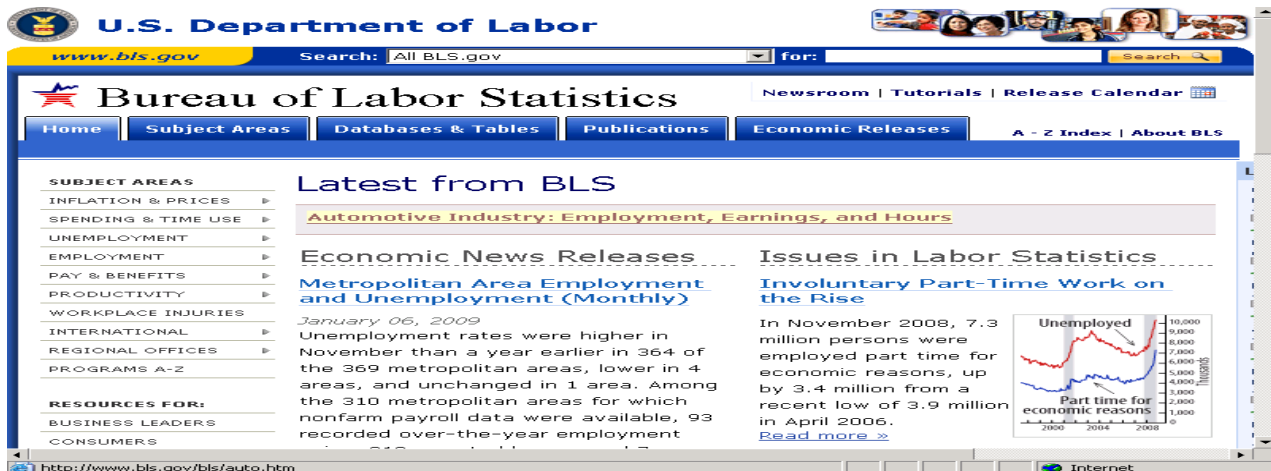 U.S. Department of Labor
www.bls.gov
Search: All BLS.gov for: Search
Bureau of Labor Statistics
Newsroom | Tutorials | Release Calendar
Home Subject Areas Databases & Tables Publications Economic Releases
A - Z Index | About BLS
SUBJECT AREAS
INFLATION & PRICES
SPENDING & TIME USE
UNEMPLOYMENT
EMPLOYMENT
PAY & BENEFITS
PRODUCTIVITY
WORKPLACE INJURIES
INTERNATIONAL
REGIONAL OFFICES
PROGRAMS A-Z
RESOURCES FOR:
BUSINESS LEADERS
CONSUMERS
Latest from BLS
Automotive Industry: Employment, Earnings, and Hours
Economic News Releases
Metropolitan Area Employment
and Unemployment (Monthly)
January 06, 2009
Unemployment rates were higher in
November than a year earlier in 364 of
the 369 metropolitan areas, lower in 4
areas, and unchanged in 1 area. Among
the 310 metropolitan areas for which
nonfarm payroll data were available, 93
recorded over-the-year employment
Issues in Labor Statistics
Involuntary Part-Time Work on
the Rise
In November 2008, 7.3
million persons were
employed part time for
economic reasons, up
by 3.4 million from a
recent low of 3.9 million
in April 2006.
Read more »
Unemployed
Part time for
economic reasons
10,000
9,000
8,000
7,000
6,000
5,000
4,000
3,000
2,000
1,000
0
Thousands
2000 2004 2008
http://www.bls.gov/bls/auto.htm
Internet